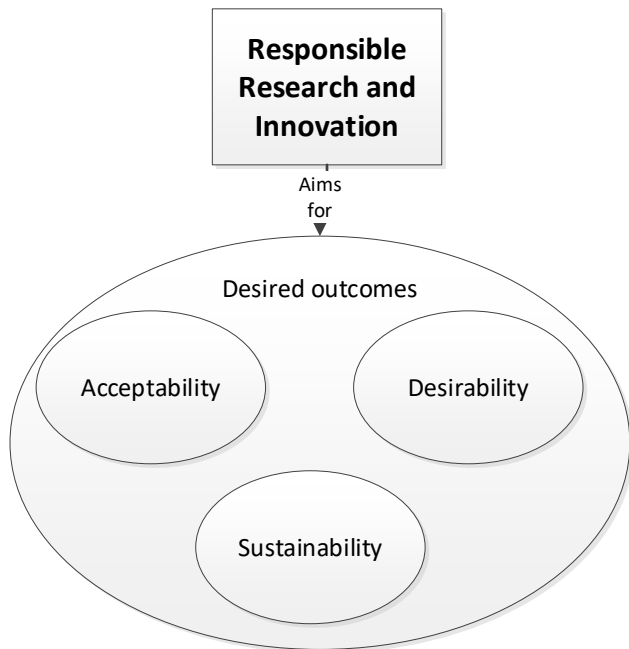 Responsible
Research and
Innovation
Aims
for
Desired outcomes
Acceptability
Desirability
Sustainability